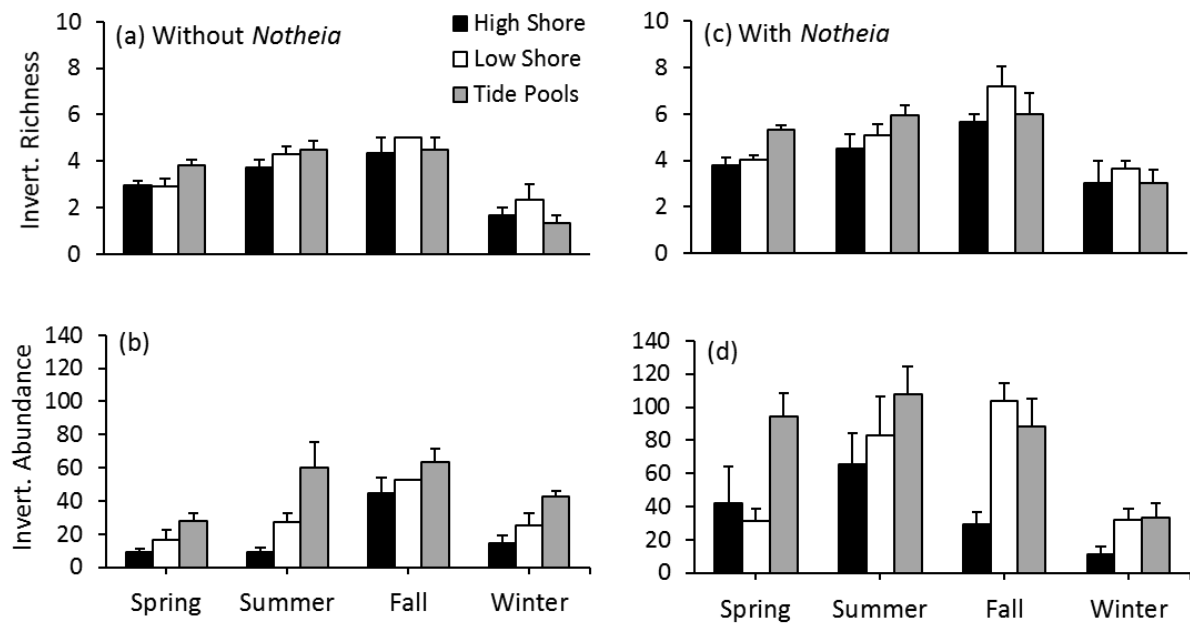 (a) Without Notheia
High Shore
Low Shore
Tide Pools
Invert. Richness
10
8
6
4
2
0
(c) With Notheia
10
8
6
4
2
0
(b)
Invert. Abundance
140
120
100
80
60
40
20
0
Spring Summer Fall Winter
(d)
140
120
100
80
60
40
20
0
Spring Summer Fall Winter